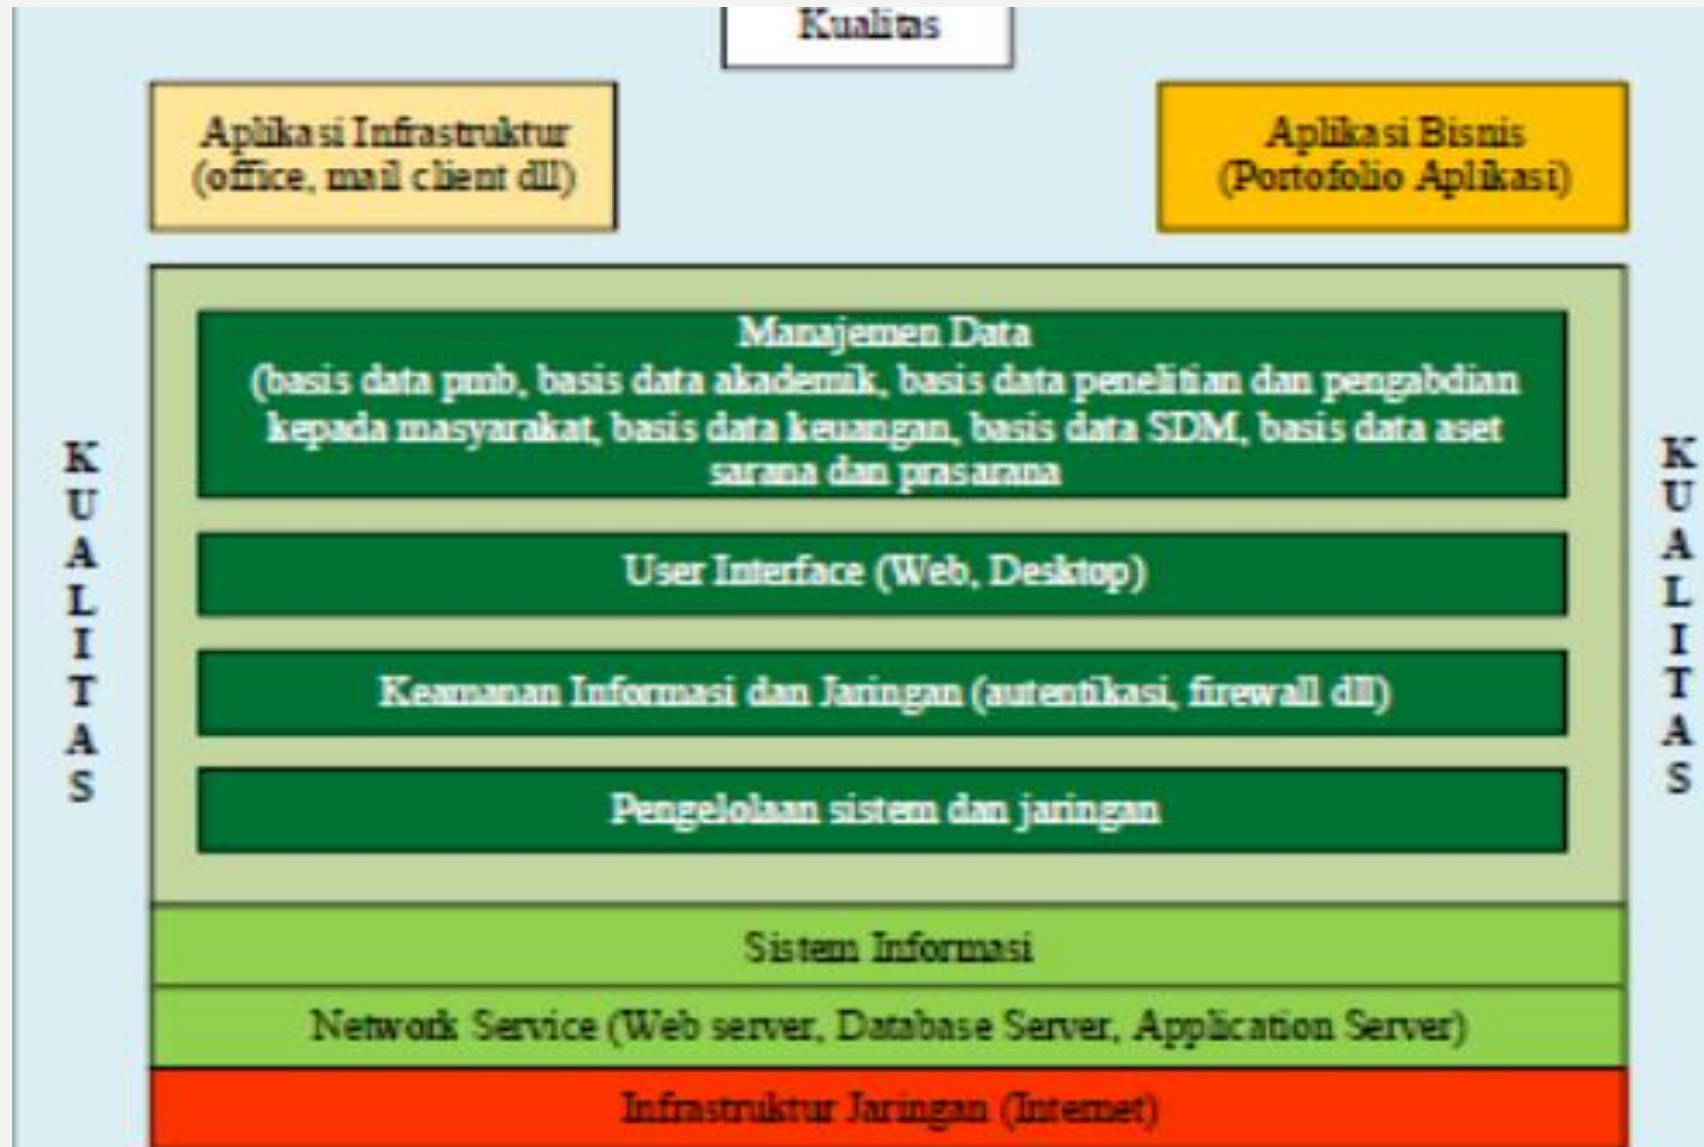 Kualitas
Aplikasi Infrastruktur
(office, mail client dll)
Aplikasi Bisnis
(Portofolio Aplikasi)
Manajemen Data
(basis data pmb, basis data akademik, basis data penelitian dan pengabdian
kepada masyarakat, basis data keuangan, basis data SDM, basis data aset
sarana dan prasarana
User Interface (Web, Desktop)
Keamanan Informasi dan Jaringan (autentikasi, firewall dll)
Pengelolaan sistem dan jaringan
Sistem Informasi
Network Service (Web server, Database Server, Application Server)
Infrastruktur Jaringan (Internet)
KUALITAS
KUALITAS